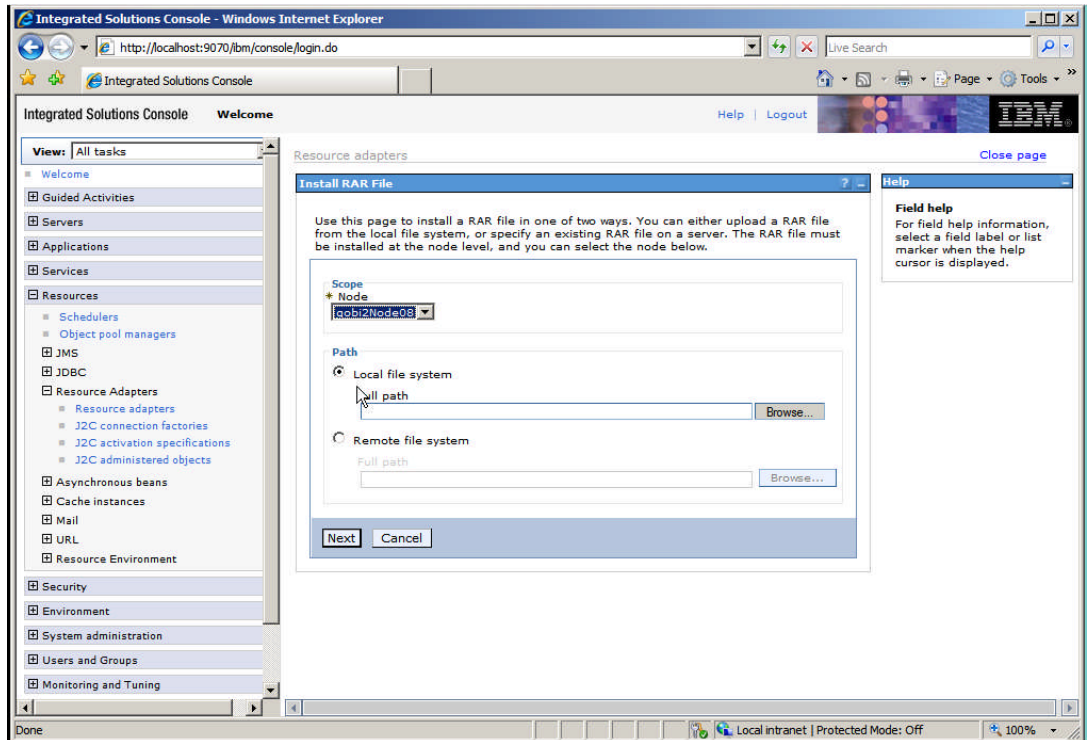 Integrated Solutions Console - Windows Internet Explorer
http://localhost:9070/ibm/console/login.do
Live Search
Integrated Solutions Console
Page
Tools
»
Integrated Solutions Console Welcome
Help | Logout
IBM®
View: All tasks
Welcome
Guided Activities
Servers
Applications
Services
Resources
Schedulers
Object pool managers
JMS
JDBC
Resource Adapters
Resource adapters
J2C connection factories
J2C activation specifications
J2C administered objects
Asynchronous beans
Cache instances
Mail
URL
Resource Environment
Security
Environment
System administration
Users and Groups
Monitoring and Tuning
Resource adapters
Close page
Install RAR File
? –
Use this page to install a RAR file in one of two ways. You can either upload a RAR file
from the local file system, or specify an existing RAR file on a server. The RAR file must
be installed at the node level, and you can select the node below.
Scope
* Node
qobi2Node08
Path
Local file system
Full path
Browse...
Remote file system
Full path
Browse...
Next
Cancel
Help
–
Field help
For field help information,
select a field label or list
marker when the help
cursor is displayed.
Done
Local intranet | Protected Mode: Off
100%